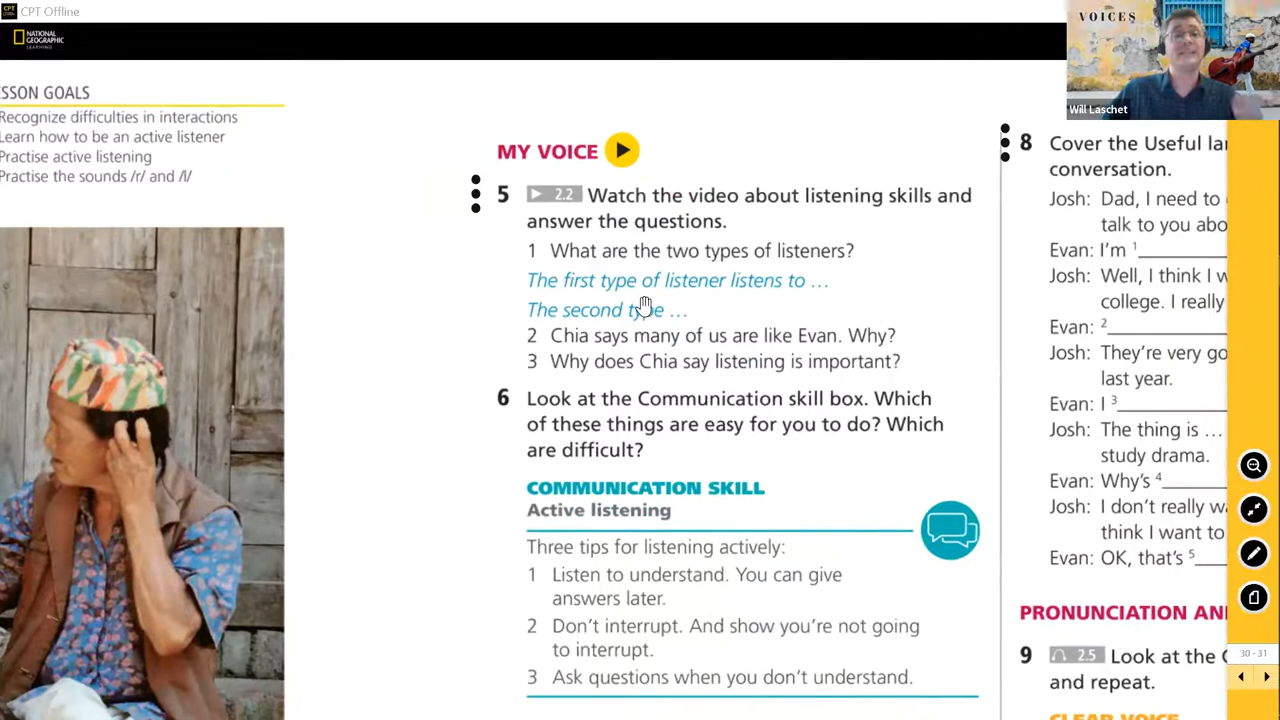 CPT Offline
NATIONAL
GEOGRAPHIC
LEARNING
VOICES
Will Laschet
SSON GOALS
Recognize difficulties in interactions
Learn how to be an active listener
Practise active listening
Practise the sounds /r/ and /l/
MY VOICE
5 2.2 Watch the video about listening skills and
answer the questions.
1 What are the two types of listeners?
The first type of listener listens to …
The second type …
2 Chia says many of us are like Evan. Why?
3 Why does Chia say listening is important?
6 Look at the Communication skill box. Which
of these things are easy for you to do? Which
are difficult?
COMMUNICATION SKILL
Active listening
Three tips for listening actively:
1 Listen to understand. You can give
answers later.
2 Don't interrupt. And show you're not going
to interrupt.
3 Ask questions when you don't understand.
8 Cover the Useful la
conversation.
Josh: Dad, I need to
talk to you abo
Evan: I'm 1
Josh: Well, I think I w
college. I really
Evan: 2
Josh: They're very go
last year.
Evan: I 3
Josh: The thing is …
study drama.
Evan: Why's 4
Josh: I don't really wa
think I want to
Evan: OK, that's 5
PRONUNCIATION AN
9 2.5 Look at the C
and repeat.
CLEAR VOICE
30 - 31